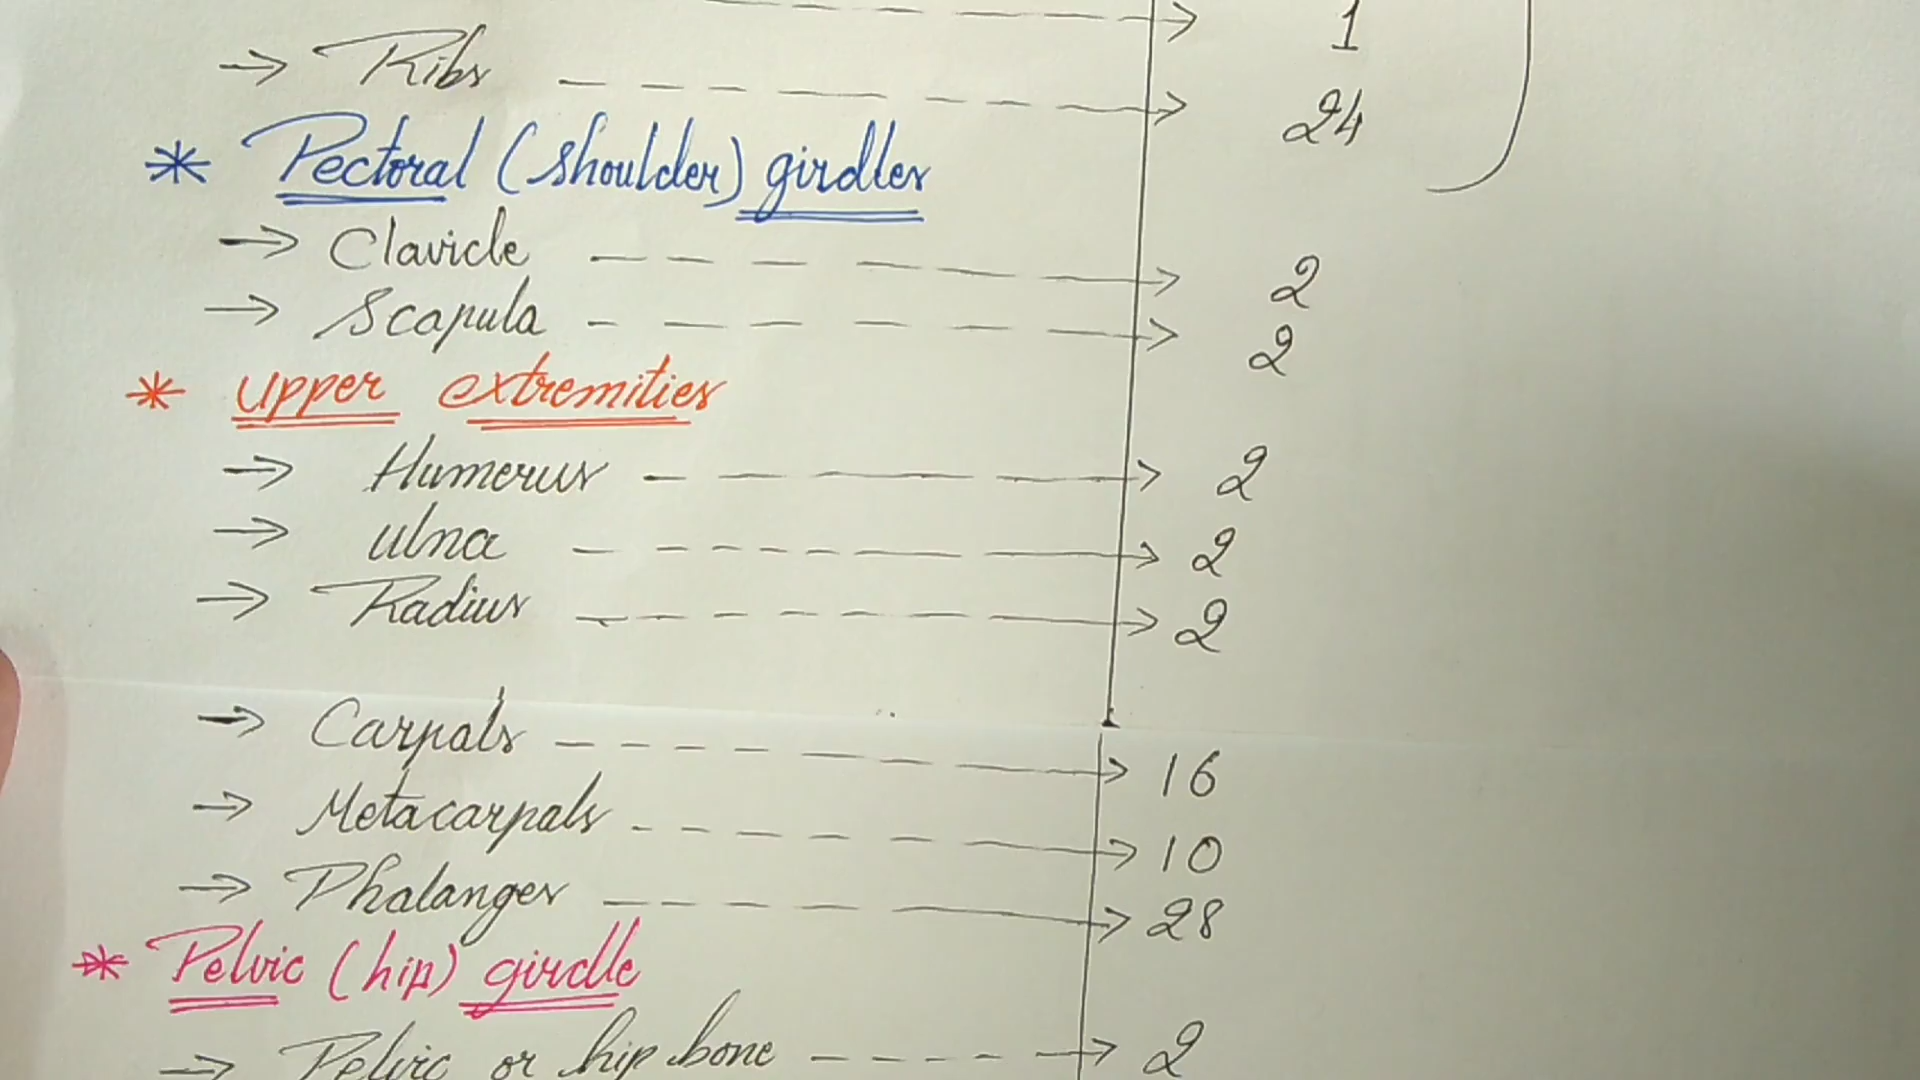 1
→ Ribs → 24
* Pectoral (shoulder) girdles
→ Clavicle → 2
→ Scapula → 2
* Upper extremities
→ Humerus → 2
→ ulna → 2
→ Radius → 2
→ Carpals → 16
→ Metacarpals → 10
→ Phalanges → 28
* Pelvic (hip) girdle
→ Pelvic or hip bone → 2